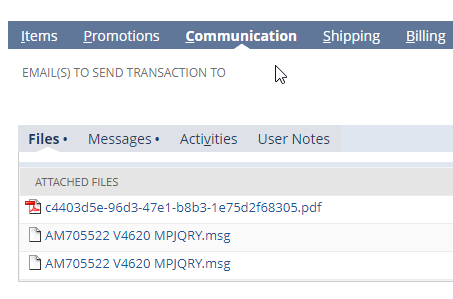 Items Promotions Communication Shipping Billing
EMAIL(S) TO SEND TRANSACTION TO
Files • Messages • Activities User Notes
ATTACHED FILES
c4403d5e-96d3-47e1-b8b3-1e75d2f68305.pdf
AM705522 V4620 MPJQRY.msg
AM705522 V4620 MPJQRY.msg